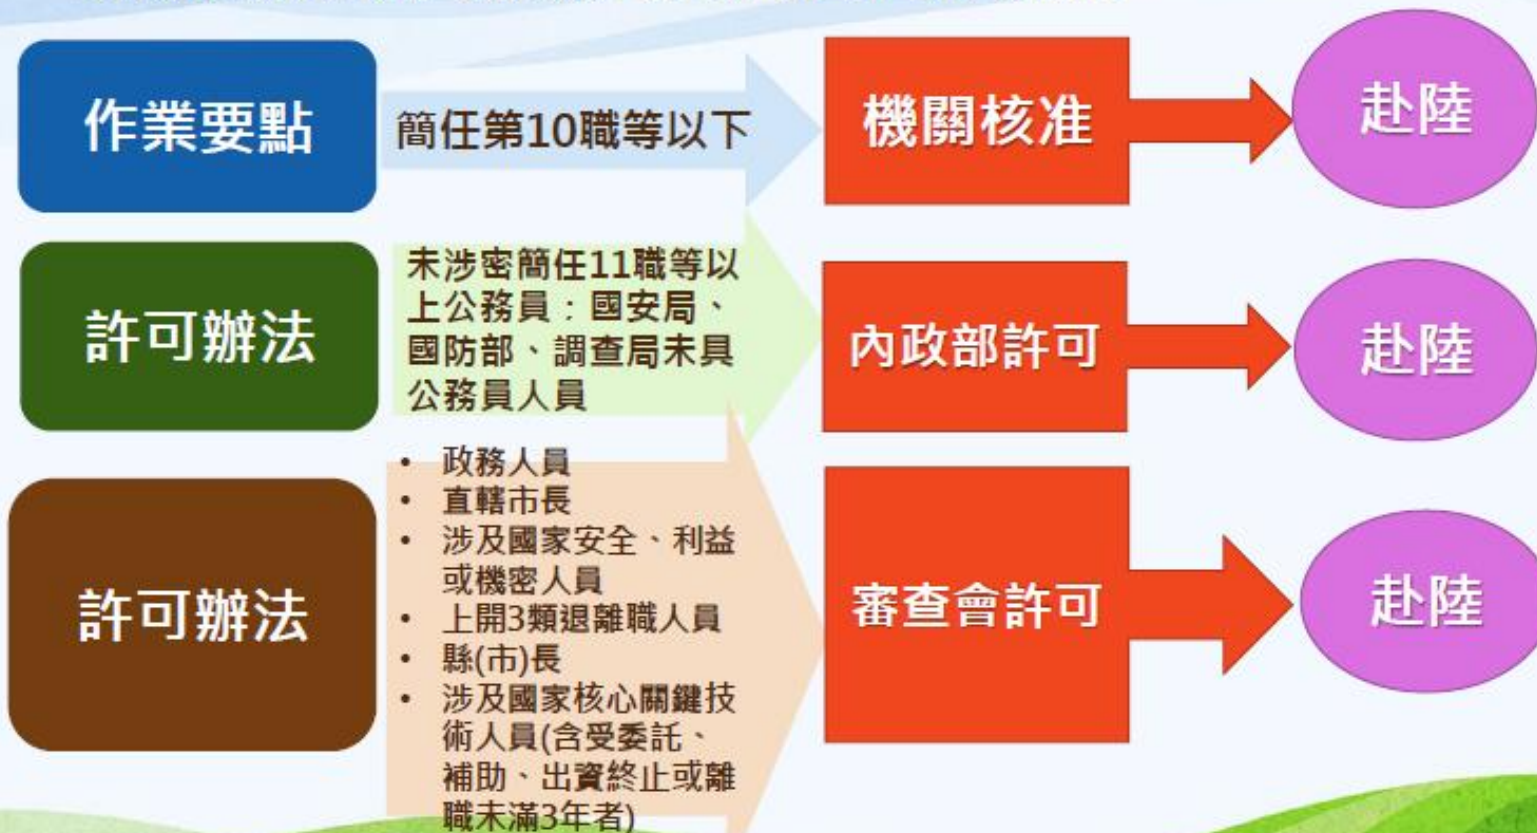 作業要點
簡任第10職等以下
機關核准
赴陸
許可辦法
未涉密簡任11職等以
上公務員：國安局、
國防部、調查局未具
公務員人員
內政部許可
赴陸
許可辦法
• 政務人員
• 直轄市長
• 涉及國家安全、利益
或機密人員
• 上開3類退離職人員
• 縣(市)長
• 涉及國家核心關鍵技
術人員(含受委託、
補助、出資終止或離
職未滿3年者)
審查會許可
赴陸